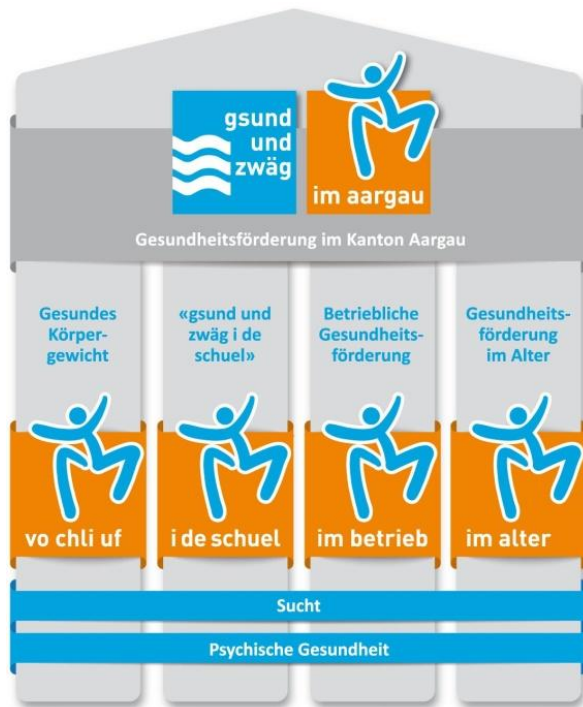 gsund
und
zwäg
im aargau
Gesundheitsförderung im Kanton Aargau
Gesundes
Körper-
gewicht
«gsund und
zwäg i de
schuel»
Betriebliche
Gesundheits-
förderung
Gesundheits-
förderung
im Alter
vo chli uf
i de schuel
im betrieb
im alter
Sucht
Psychische Gesundheit